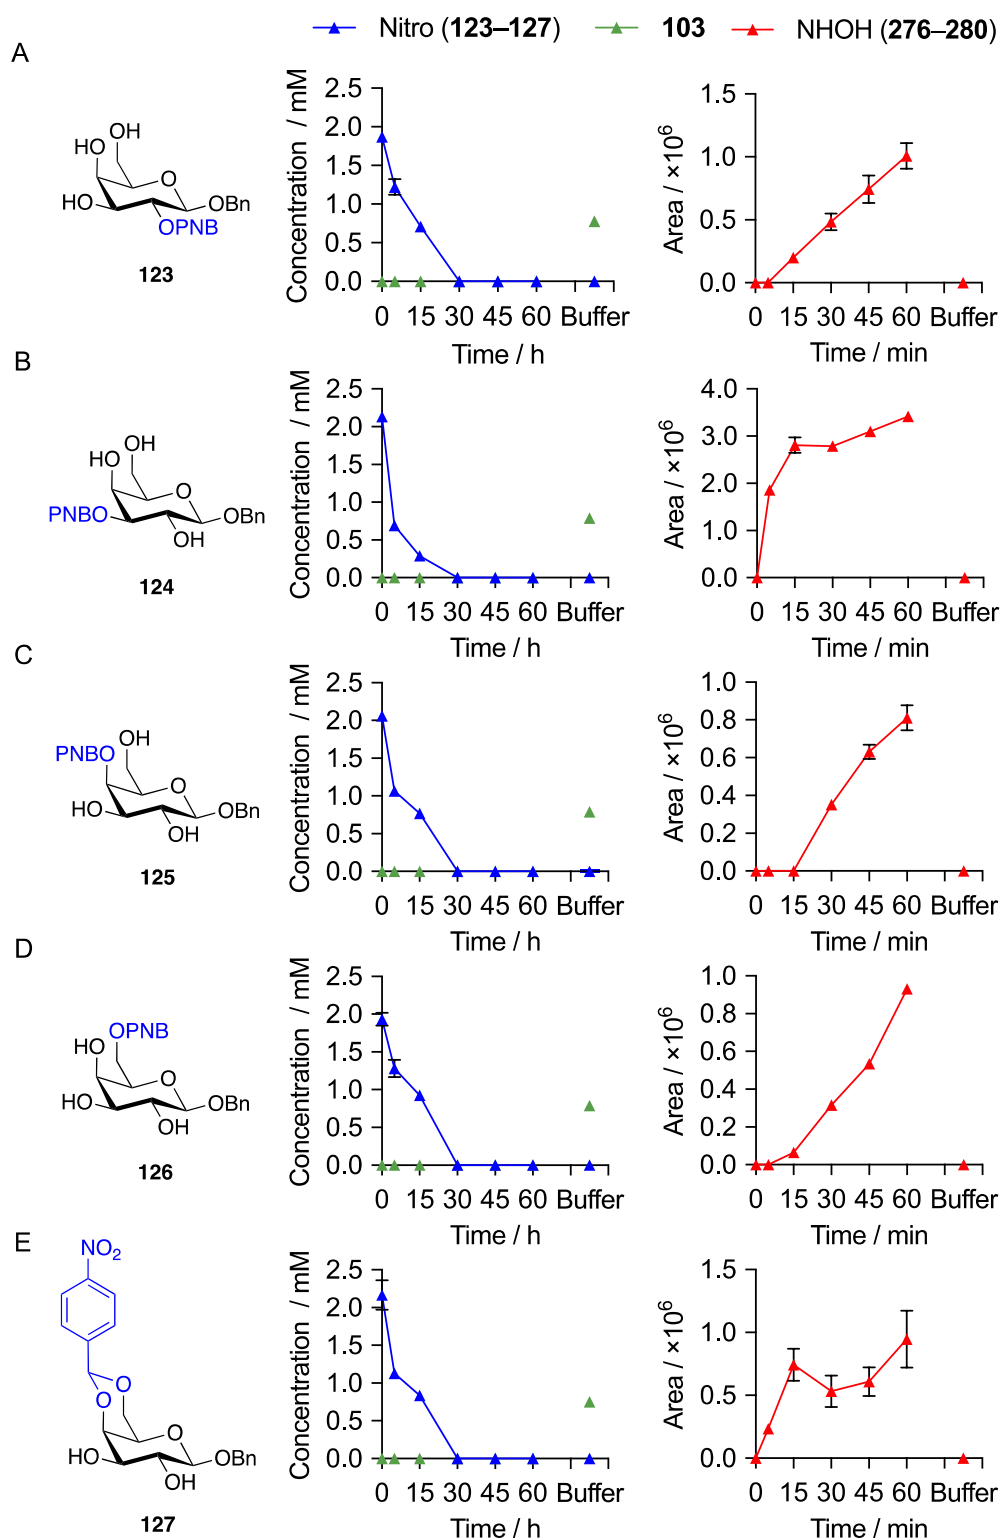 Nitro (123–127) 103 NHOH (276–280)
A
HO OH
O
HO OBn
OPNB
123
Concentration / mM
2.5
2.0
1.5
1.0
0.5
0.0
0 15 30 45 60 Buffer
Time / h
Area / ×10⁶
1.5
1.0
0.5
0.0
0 15 30 45 60 Buffer
Time / min
B
OH
HO
O
PNBO OBn
OH
124
Concentration / mM
2.5
2.0
1.5
1.0
0.5
0.0
0 15 30 45 60 Buffer
Time / h
Area / ×10⁶
4.0
3.0
2.0
1.0
0.0
0 15 30 45 60 Buffer
Time / min
C
OH
PNBO
O
HO OBn
OH
125
Concentration / mM
2.5
2.0
1.5
1.0
0.5
0.0
0 15 30 45 60 Buffer
Time / h
Area / ×10⁶
1.0
0.8
0.6
0.4
0.2
0.0
0 15 30 45 60 Buffer
Time / min
D
OPNB
HO
O
HO OBn
OH
126
Concentration / mM
2.5
2.0
1.5
1.0
0.5
0.0
0 15 30 45 60 Buffer
Time / h
Area / ×10⁶
1.0
0.8
0.6
0.4
0.2
0.0
0 15 30 45 60 Buffer
Time / min
E
NO₂
O
O
O
HO OBn
OH
127
Concentration / mM
2.5
2.0
1.5
1.0
0.5
0.0
0 15 30 45 60 Buffer
Time / h
Area / ×10⁶
1.5
1.0
0.5
0.0
0 15 30 45 60 Buffer
Time / min